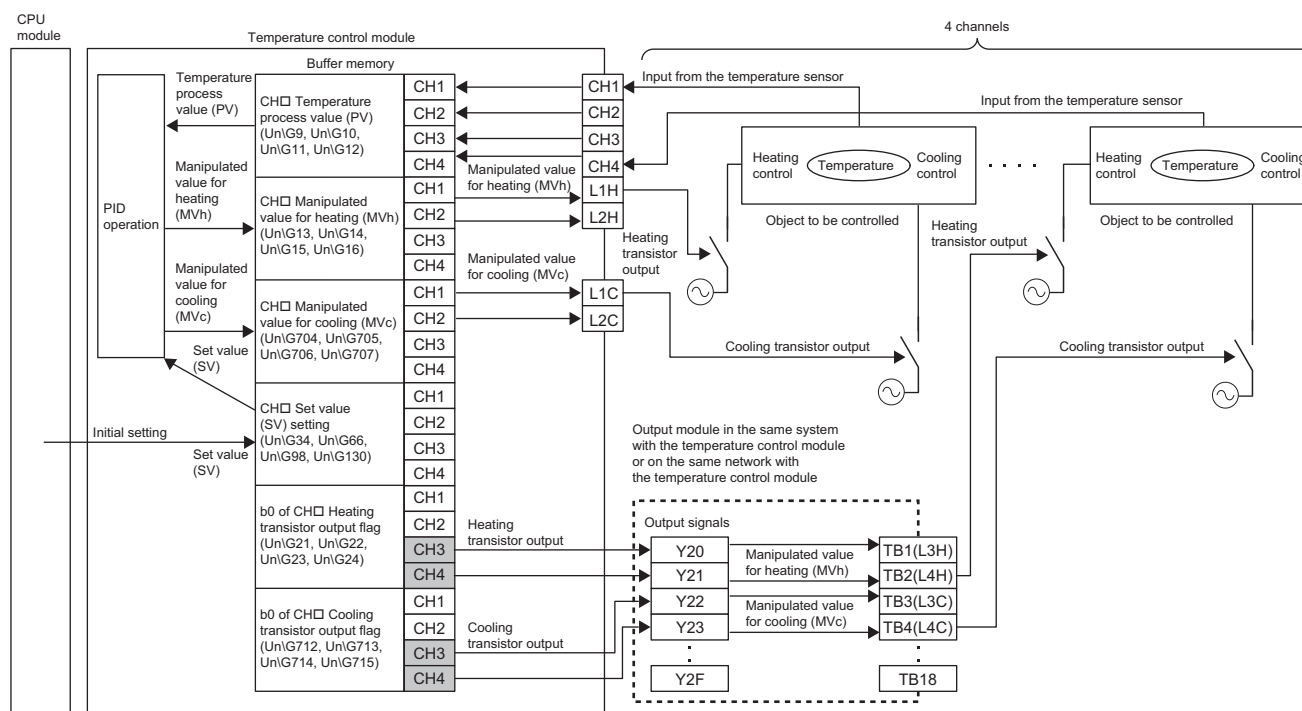 CPU
module
Temperature control module
4 channels
Buffer memory
PID
operation
Temperature
process
value (PV)
Manipulated
value for
heating
(MVh)
Manipulated
value for
cooling
(MVc)
Set value
(SV)
Initial setting
Set value
(SV)
CH□ Temperature
process value (PV)
(Un\G9, Un\G10,
Un\G11, Un\G12)
CH1
CH2
CH3
CH4
CH□ Manipulated
value for heating (MVh)
(Un\G13, Un\G14,
Un\G15, Un\G16)
CH1
CH2
CH3
CH4
CH□ Manipulated
value for cooling (MVc)
(Un\G704, Un\G705,
Un\G706, Un\G707)
CH1
CH2
CH3
CH4
CH□ Set value
(SV) setting
(Un\G34, Un\G66,
Un\G98, Un\G130)
CH1
CH2
CH3
CH4
b0 of CH□ Heating
transistor output flag
(Un\G21, Un\G22,
Un\G23, Un\G24)
CH1
CH2
CH3
CH4
b0 of CH□ Cooling
transistor output flag
(Un\G712, Un\G713,
Un\G714, Un\G715)
CH1
CH2
CH3
CH4
CH1
CH2
CH3
CH4
Manipulated value
for heating (MVh)
L1H
L2H
Manipulated value
for cooling (MVc)
L1C
L2C
Input from the temperature sensor
Input from the temperature sensor
Heating
control
Temperature
Cooling
control
Object to be controlled
Heating
control
Temperature
Cooling
control
Object to be controlled
Heating
transistor
output
Heating
transistor output
Cooling transistor output
Cooling transistor output
Output module in the same system
with the temperature control module
or on the same network with
the temperature control module
Heating
transistor output
Cooling
transistor output
Output signals
Y20
Y21
Y22
Y23
Y2F
Manipulated value
for heating (MVh)
Manipulated value
for cooling (MVc)
TB1(L3H)
TB2(L4H)
TB3(L3C)
TB4(L4C)
TB18